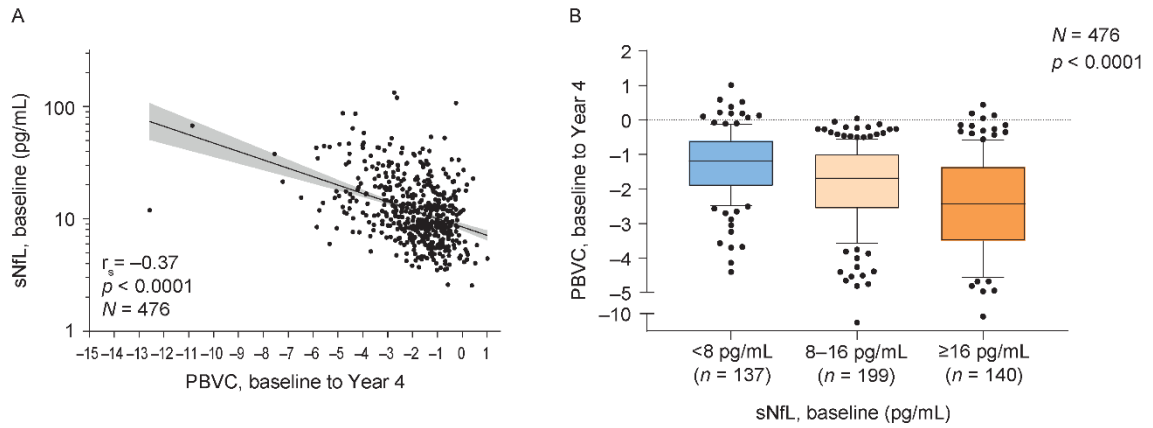 A
sNfL, baseline (pg/mL)
100
10
1
r_s = –0.37
p < 0.0001
N = 476
–15 –14 –13 –12 –11 –10 –9 –8 –7 –6 –5 –4 –3 –2 –1 0 1
PBVC, baseline to Year 4
B
N = 476
p < 0.0001
PBVC, baseline to Year 4
2
1
0
–1
–2
–3
–4
–5
–10
<8 pg/mL 8–16 pg/mL ≥16 pg/mL
(n = 137) (n = 199) (n = 140)
sNfL, baseline (pg/mL)